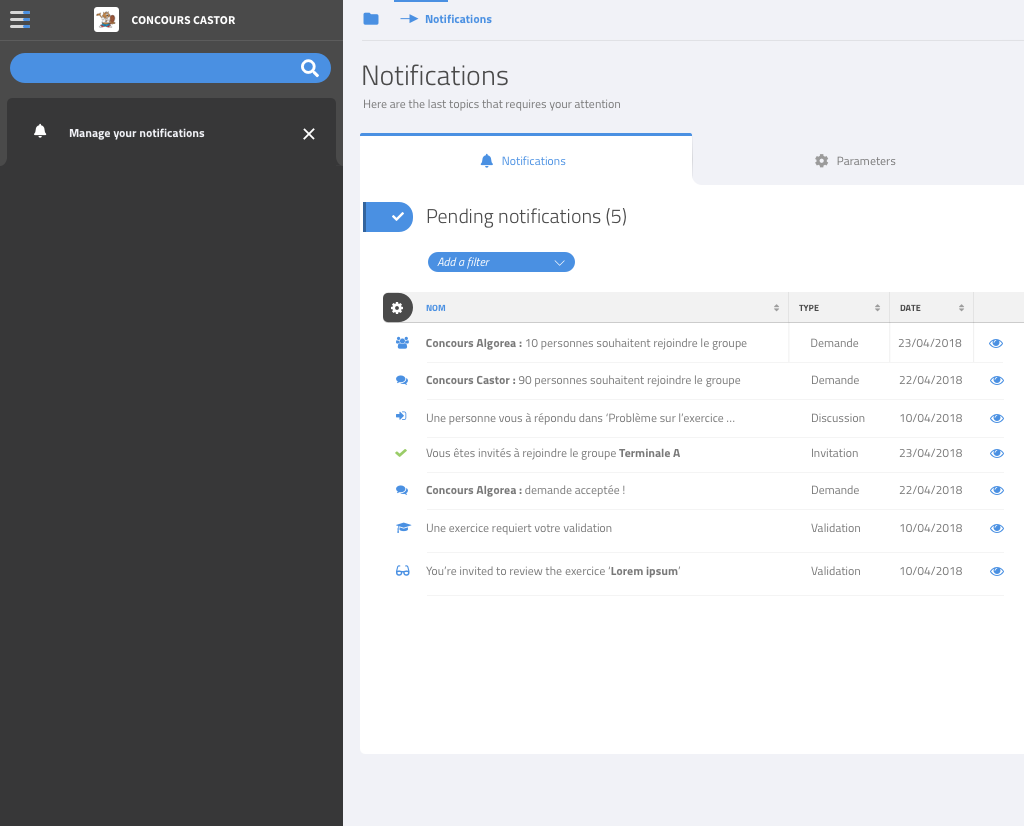 CONCOURS CASTOR
Notifications
Manage your notifications
Notifications
Here are the last topics that requires your attention
Notifications
Parameters
Pending notifications (5)
Add a filter
NOM TYPE DATE
Concours Algorea : 10 personnes souhaitent rejoindre le groupe Demande 23/04/2018
Concours Castor : 90 personnes souhaitent rejoindre le groupe Demande 22/04/2018
Une personne vous à répondu dans ‘Problème sur l’exercice ... Discussion 10/04/2018
Vous êtes invités à rejoindre le groupe Terminale A Invitation 23/04/2018
Concours Algorea : demande acceptée ! Demande 22/04/2018
Une exercice requiert votre validation Validation 10/04/2018
You’re invited to review the exercice ‘Lorem ipsum’ Validation 10/04/2018